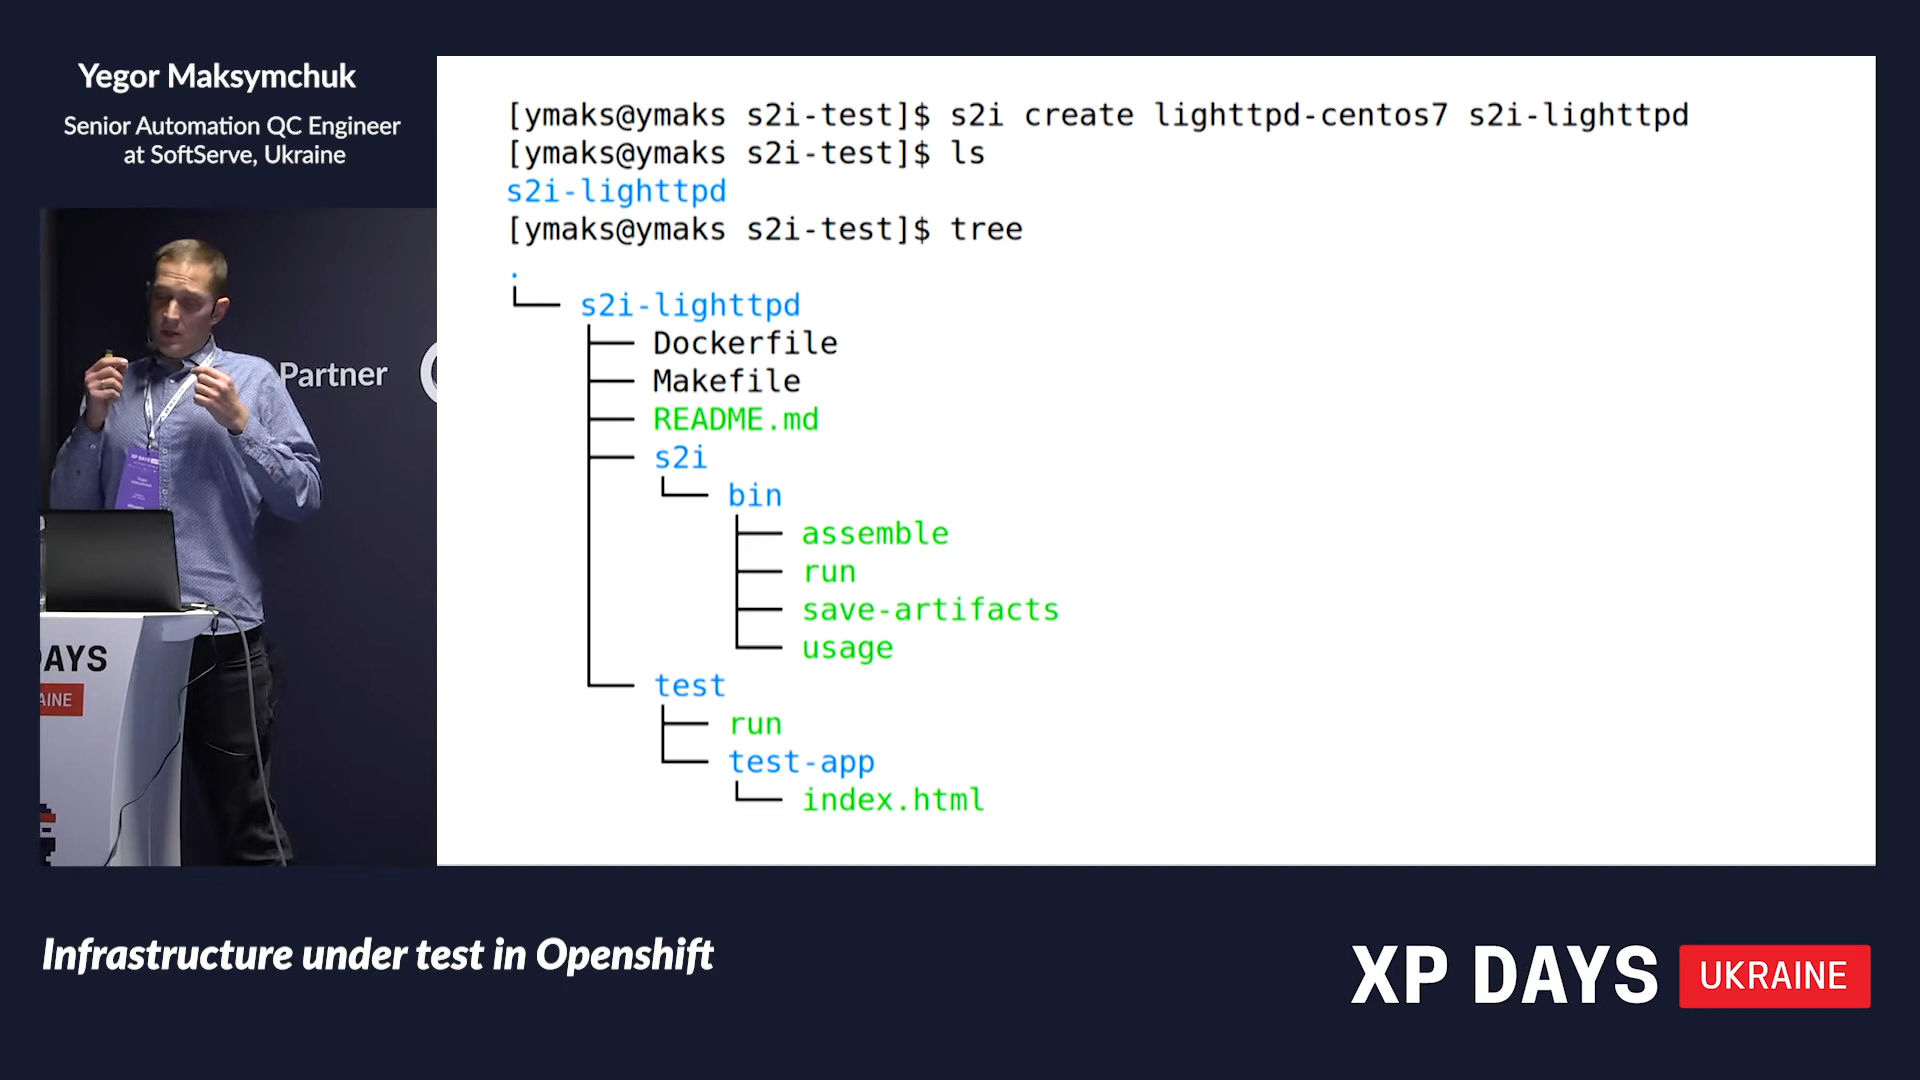 Yegor Maksymchuk
Senior Automation QC Engineer
at SoftServe, Ukraine
[ymaks@ymaks s2i-test]$ s2i create lighttpd-centos7 s2i-lighttpd
[ymaks@ymaks s2i-test]$ ls
s2i-lighttpd
[ymaks@ymaks s2i-test]$ tree
.
└── s2i-lighttpd
├── Dockerfile
├── Makefile
├── README.md
├── s2i
│   └── bin
│       ├── assemble
│       ├── run
│       ├── save-artifacts
│       └── usage
└── test
├── run
└── test-app
└── index.html
Partner
XP DAYS
DAYS
AINE
Infrastructure under test in Openshift
XP DAYS UKRAINE